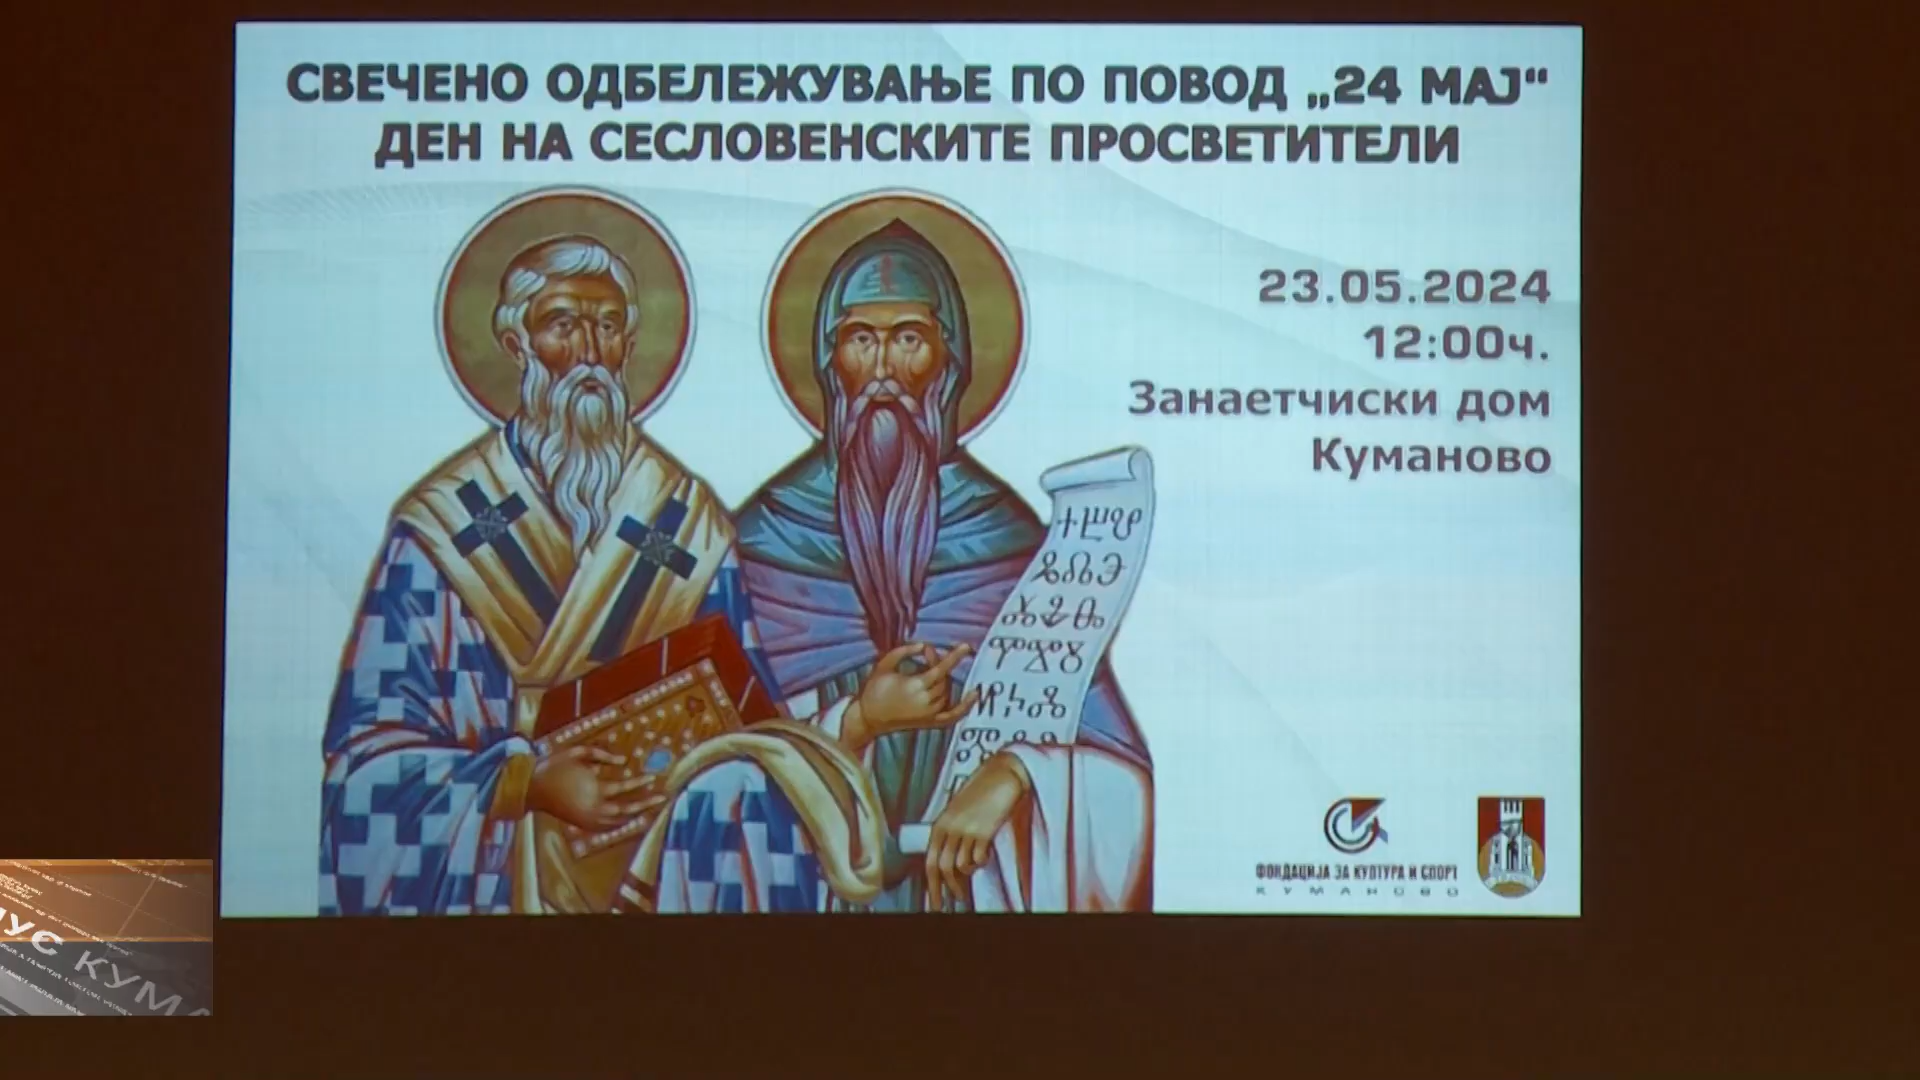 СВЕЧЕНО ОДБЕЛЕЖУВАЊЕ ПО ПОВОД „24 МАЈ“
ДЕН НА СЕСЛОВЕНСКИТЕ ПРОСВЕТИТЕЛИ
23.05.2024
12:00ч.
Занаетчиски дом
Куманово
ФОНДАЦИЈА ЗА КУЛТУРА И СПОРТ
КУМАНОВО